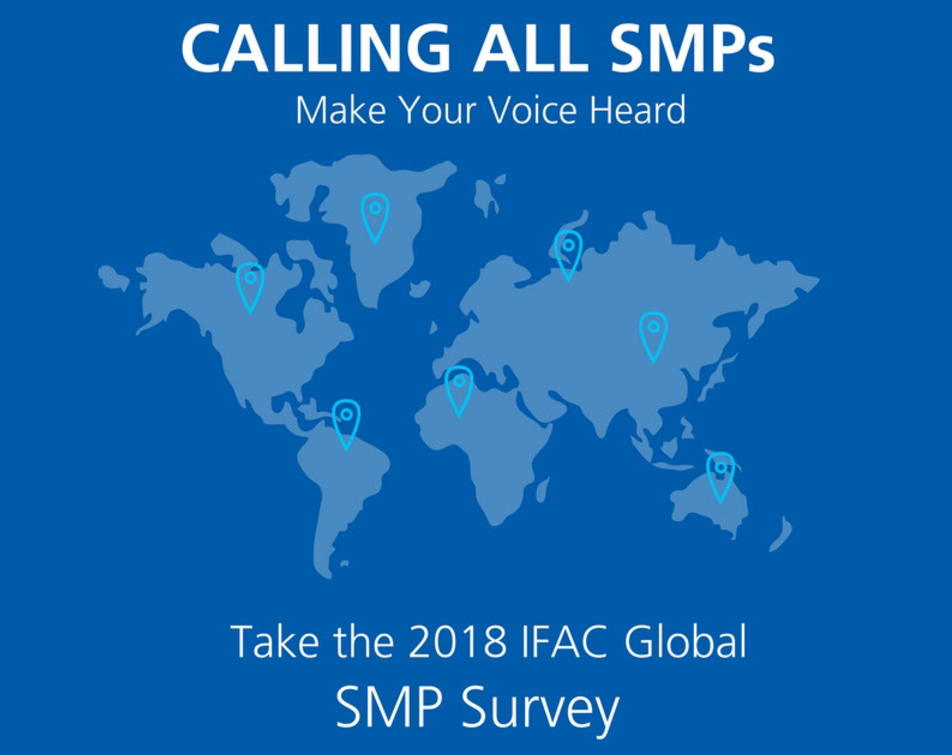 CALLING ALL SMPs
Make Your Voice Heard
Take the 2018 IFAC Global
SMP Survey